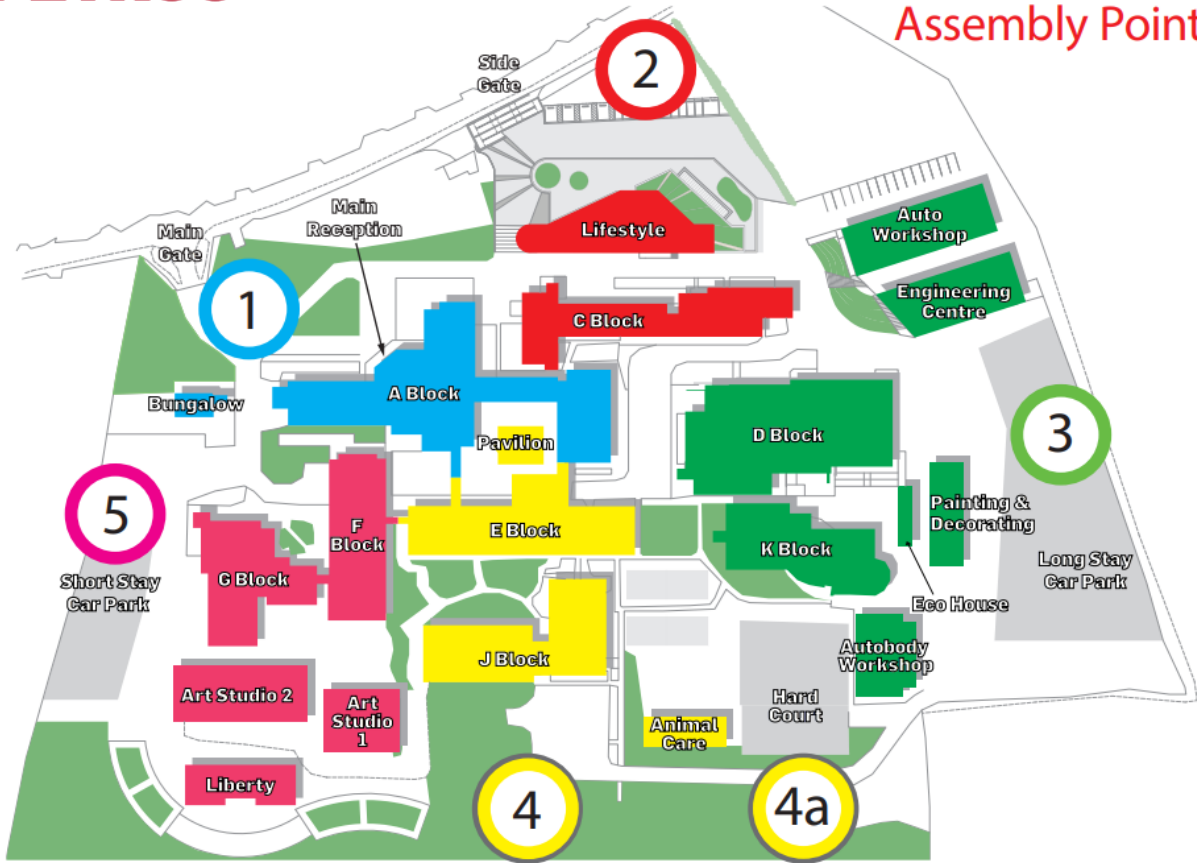 Assembly Point
Side
Gate
2
Main
Reception
Main
Gate
Lifestyle
Auto
Workshop
1
Engineering
Centre
C Block
A Block
Bungalow
Pavilion
D Block
3
5
F
Block
E Block
Painting &
Decorating
K Block
G Block
Short Stay
Car Park
Long Stay
Car Park
Eco House
J Block
Autobody
Workshop
Art Studio 2
Art
Studio
1
Hard
Court
Animal
Care
Liberty
4
4a